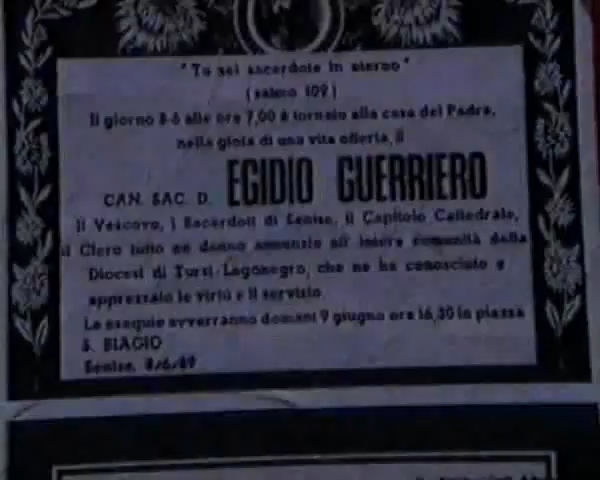 "Tu sei sacerdote in eterno"
(salmo 109)
Il giorno 8-6 alle ore 7,00 è tornato alla casa del Padre,
nella gioia di una vita offerta, il
CAN. SAC. D. EGIDIO GUERRIERO
Il Vescovo, i Sacerdoti di Senise, il Capitolo Cattedrale,
il Clero tutto ne danno annunzio all' intera comunità della
Diocesi di Tursi-Lagonegro, che ne ha conosciuto e
apprezzato le virtù e il servizio
Le esequie avverranno domani 9 giugno ore 16,30 in piazza
S. BIAGIO
Senise, 8/6/89